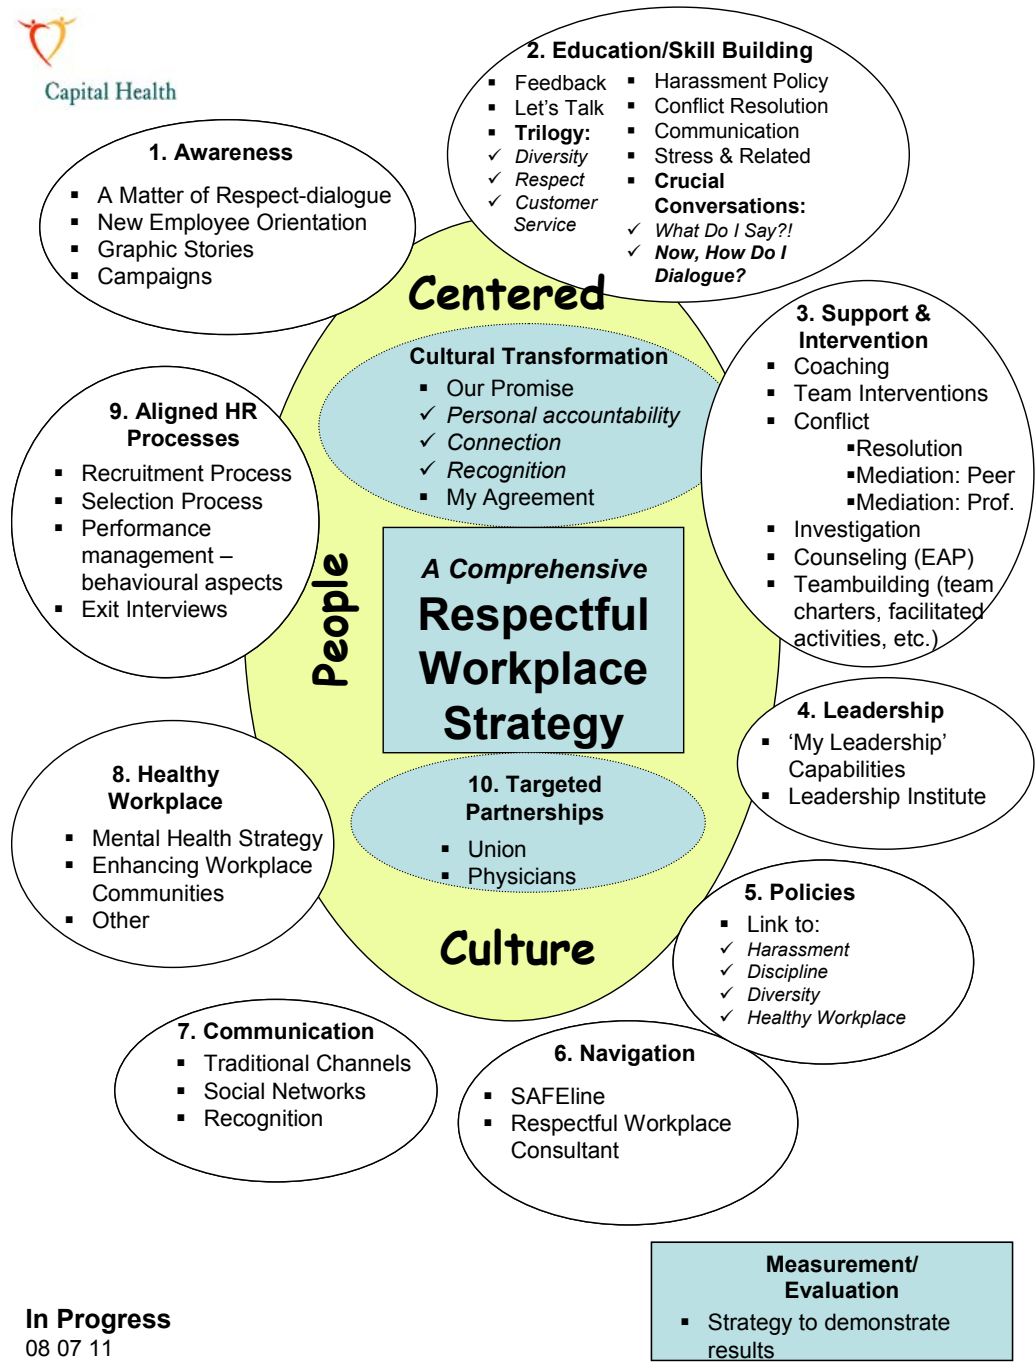 Capital Health
1. Awareness
▪ A Matter of Respect-dialogue
▪ New Employee Orientation
▪ Graphic Stories
▪ Campaigns
2. Education/Skill Building
▪ Feedback
▪ Let's Talk
▪ Trilogy:
✓ Diversity
✓ Respect
✓ Customer
Service
▪ Harassment Policy
▪ Conflict Resolution
▪ Communication
▪ Stress & Related
▪ Crucial
Conversations:
✓ What Do I Say?!
✓ Now, How Do I
Dialogue?
Centered
Cultural Transformation
▪ Our Promise
✓ Personal accountability
✓ Connection
✓ Recognition
▪ My Agreement
3. Support &
Intervention
▪ Coaching
▪ Team Interventions
▪ Conflict
▪Resolution
▪Mediation: Peer
▪Mediation: Prof.
▪ Investigation
▪ Counseling (EAP)
▪ Teambuilding (team
charters, facilitated
activities, etc.)
9. Aligned HR
Processes
▪ Recruitment Process
▪ Selection Process
▪ Performance
management –
behavioural aspects
▪ Exit Interviews
People
A Comprehensive
Respectful
Workplace
Strategy
4. Leadership
▪ ‘My Leadership’
Capabilities
▪ Leadership Institute
8. Healthy
Workplace
▪ Mental Health Strategy
▪ Enhancing Workplace
Communities
▪ Other
10. Targeted
Partnerships
▪ Union
▪ Physicians
Culture
5. Policies
▪ Link to:
✓ Harassment
✓ Discipline
✓ Diversity
✓ Healthy Workplace
7. Communication
▪ Traditional Channels
▪ Social Networks
▪ Recognition
6. Navigation
▪ SAFEline
▪ Respectful Workplace
Consultant
Measurement/
Evaluation
▪ Strategy to demonstrate
results
In Progress
08 07 11